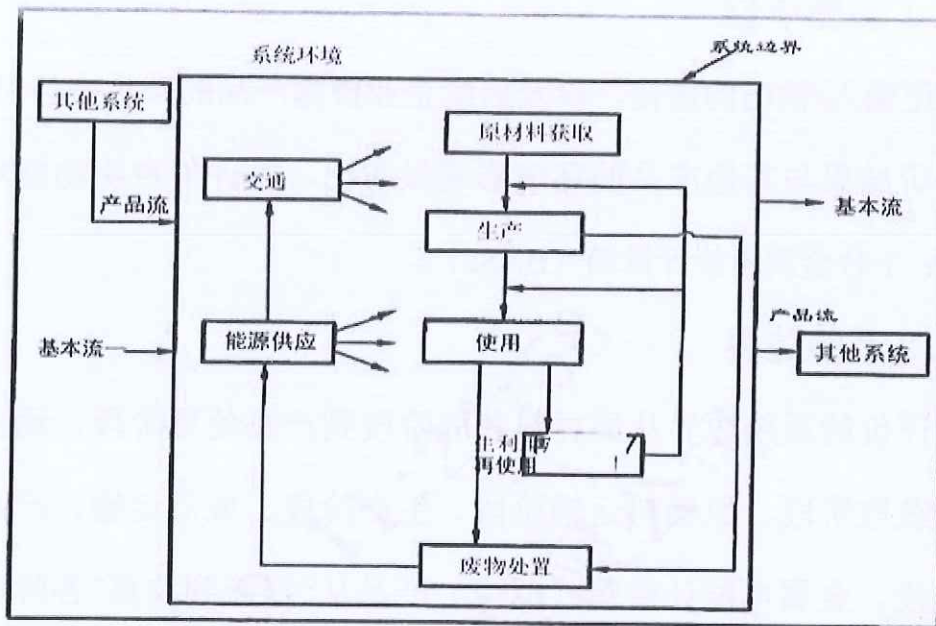 系统环境
系统边界
其他系统
原材料获取
交通
产品流
生产
基本流
产品流
基本流
能源供应
使用
其他系统
再使用
废物处置